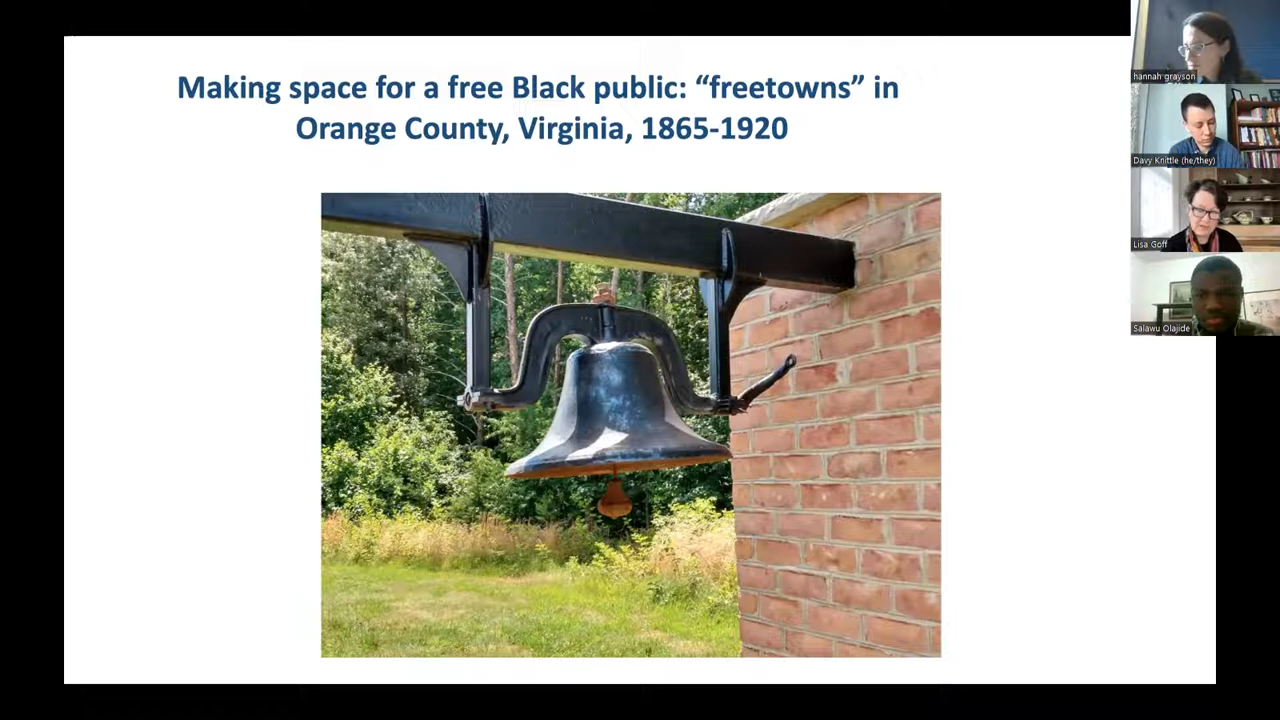 Making space for a free Black public: “freetowns” in
Orange County, Virginia, 1865-1920
hannah grayson
Davy Knittle (he/they)
Lisa Goff
Salawu Olajide